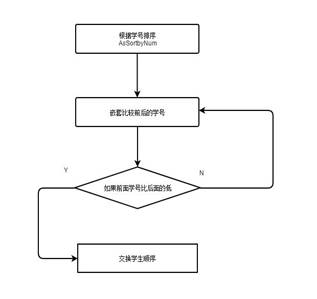 根据学号排序
AsSortbyNum
嵌套比较前后的学号
Y
N
如果前面学号比后面的低
交换学生顺序